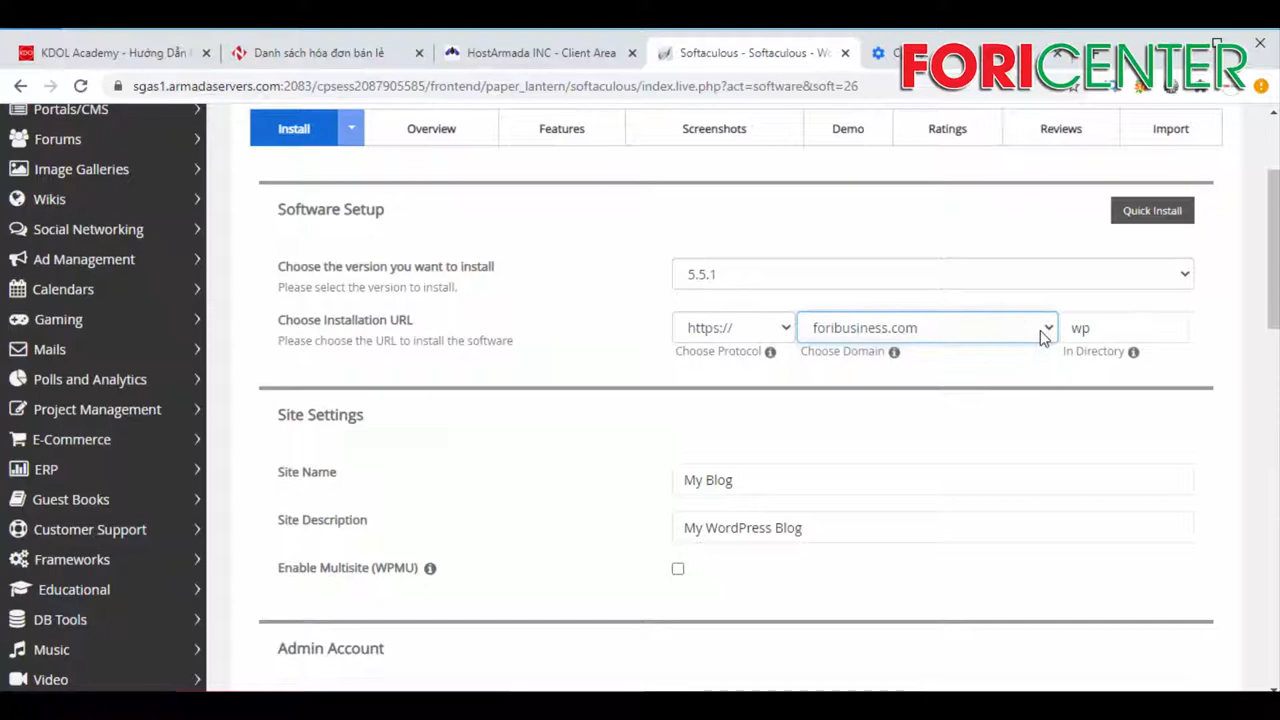 KDOL Academy - Hướng Dẫn
Danh sách hóa đơn bán lẻ
HostArmada INC - Client Area
Softaculous - Softaculous - Wo
FORICENTER
sgas1.armadaservers.com:2083/cpsess2087905585/frontend/paper_lantern/softaculous/index.live.php?act=software&soft=26
Portals/CMS
Forums
Image Galleries
Wikis
Social Networking
Ad Management
Calendars
Gaming
Mails
Polls and Analytics
Project Management
E-Commerce
ERP
Guest Books
Customer Support
Frameworks
Educational
DB Tools
Music
Video
Install
Overview
Features
Screenshots
Demo
Ratings
Reviews
Import
Software Setup
Quick Install
Choose the version you want to install
Please select the version to install.
5.5.1
Choose Installation URL
Please choose the URL to install the software
https://
foribusiness.com
wp
Choose Protocol
Choose Domain
In Directory
Site Settings
Site Name
My Blog
Site Description
My WordPress Blog
Enable Multisite (WPMU)
Admin Account